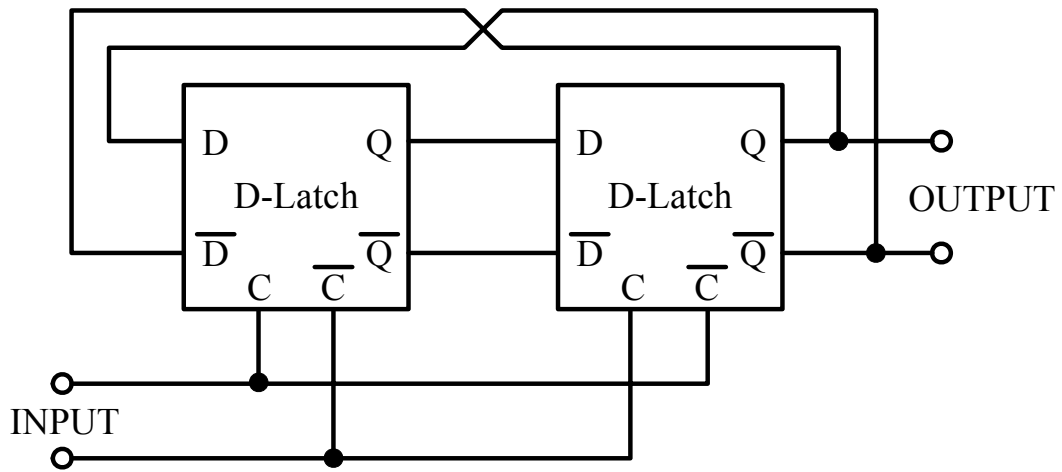 D Q D Q
D-Latch D-Latch OUTPUT
D̅ Q̅ D̅ Q̅
C C̅ C C̅
INPUT